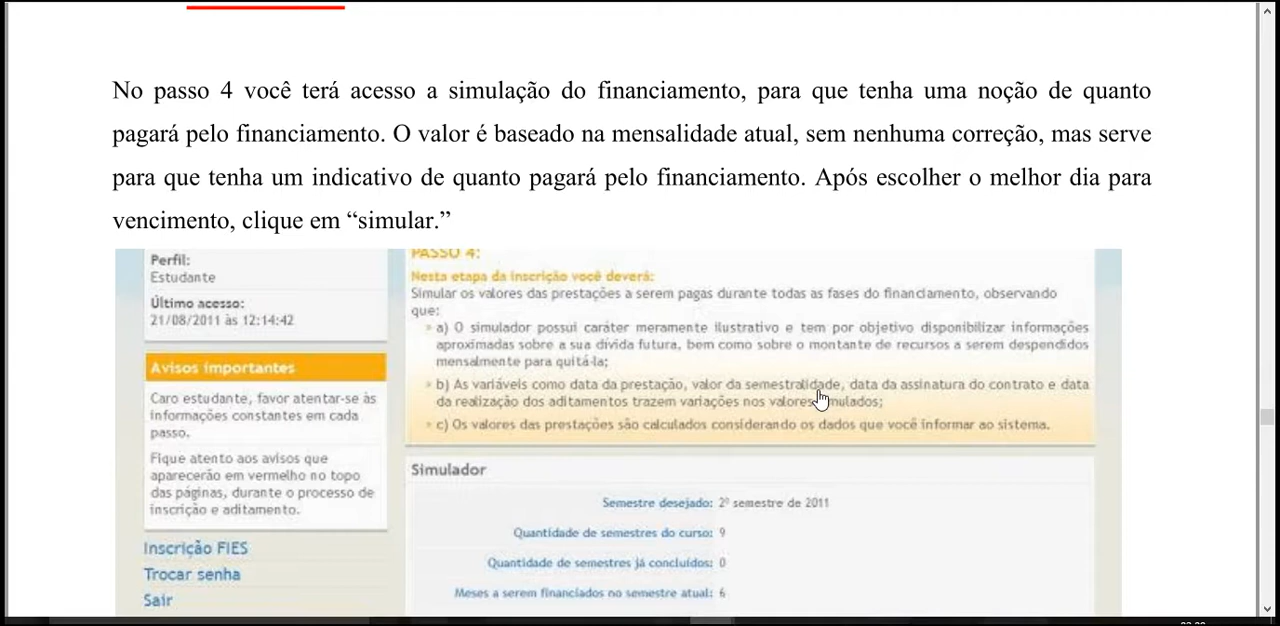 No passo 4 você terá acesso a simulação do financiamento, para que tenha uma noção de quanto
pagará pelo financiamento. O valor é baseado na mensalidade atual, sem nenhuma correção, mas serve
para que tenha um indicativo de quanto pagará pelo financiamento. Após escolher o melhor dia para
vencimento, clique em “simular.”
Perfil:
Estudante
Último acesso:
21/08/2011 às 12:14:42
Avisos importantes
Caro estudante, favor atentar-se às
informações constantes em cada
passo.
Fique atento aos avisos que
aparecerão em vermelho no topo
das páginas, durante o processo de
inscrição e aditamento.
Inscrição FIES
Trocar senha
Sair
PASSO 4:
Nesta etapa da inscrição você deverá:
Simular os valores das prestações a serem pagas durante todas as fases do financiamento, observando
que:
a) O simulador possui caráter meramente ilustrativo e tem por objetivo disponibilizar informações
aproximadas sobre a sua dívida futura, bem como sobre o montante de recursos a serem despendidos
mensalmente para quitá-la;
b) As variáveis como data da prestação, valor da semestralidade, data da assinatura do contrato e data
da realização dos aditamentos trazem variações nos valores
c) Os valores das prestações são calculados considerando os dados que você informar ao sistema.
Simulador
Semestre desejado: 2º semestre de 2011
Quantidade de semestres do curso: 9
Quantidade de semestres já concluídos: 0
Meses a serem financiados no semestre atual: 6